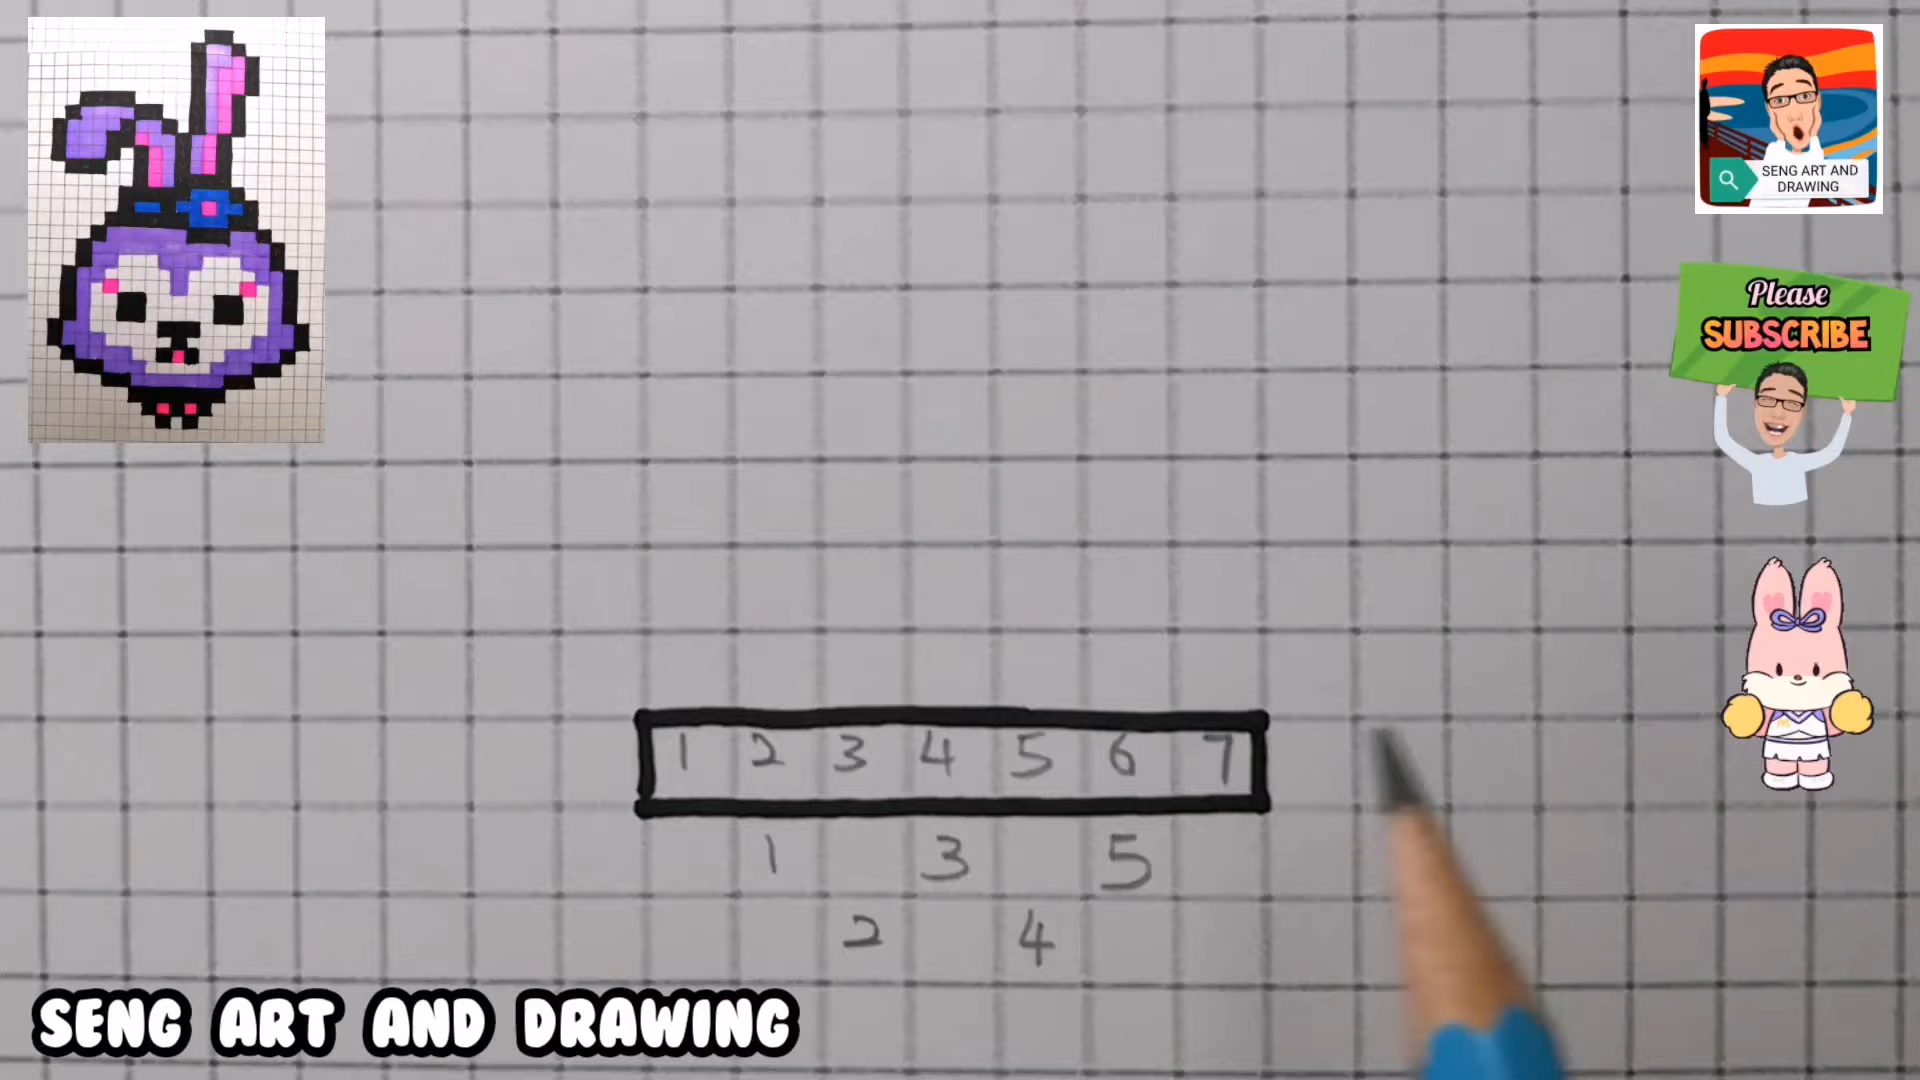 SENG ART AND
DRAWING
Please
SUBSCRIBE
1 2 3 4 5 6 7
1 3 5
2 4
SENG ART AND DRAWING